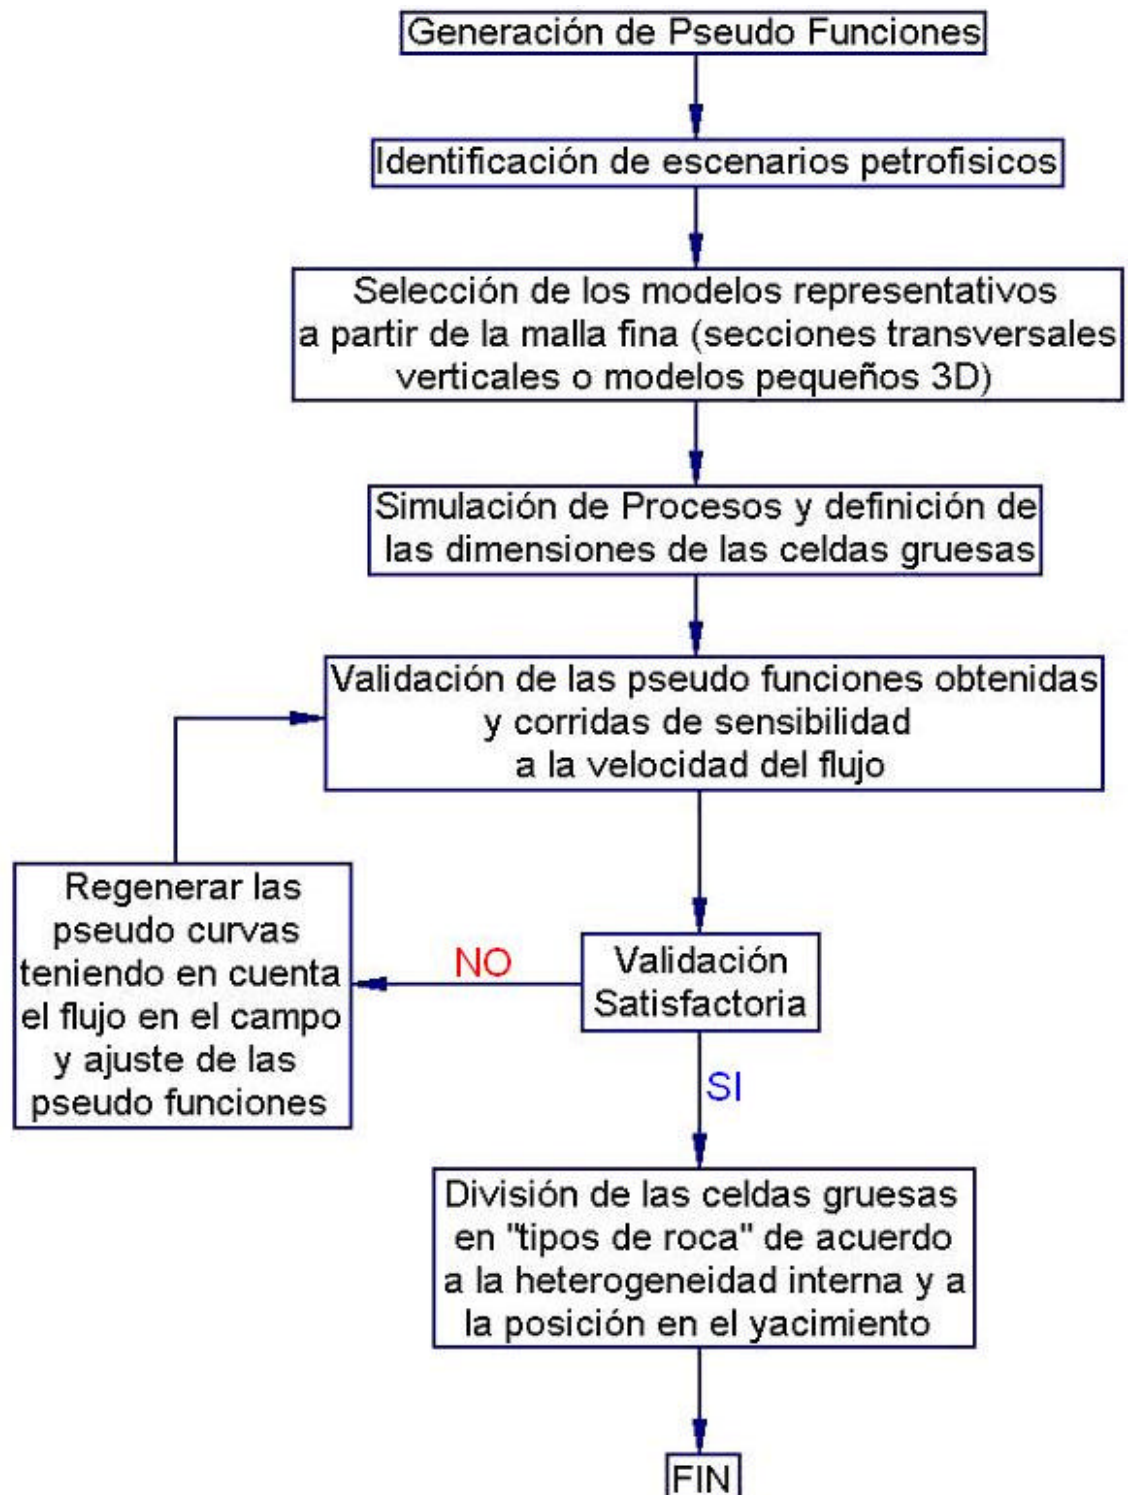 Generación de Pseudo Funciones
Identificación de escenarios petrofisicos
Selección de los modelos representativos
a partir de la malla fina (secciones transversales
verticales o modelos pequeños 3D)
Simulación de Procesos y definición de
las dimensiones de las celdas gruesas
Validación de las pseudo funciones obtenidas
y corridas de sensibilidad
a la velocidad del flujo
Regenerar las
pseudo curvas
teniendo en cuenta
el flujo en el campo
y ajuste de las
pseudo funciones
NO
Validación
Satisfactoria
SI
División de las celdas gruesas
en "tipos de roca" de acuerdo
a la heterogeneidad interna y a
la posición en el yacimiento
FIN